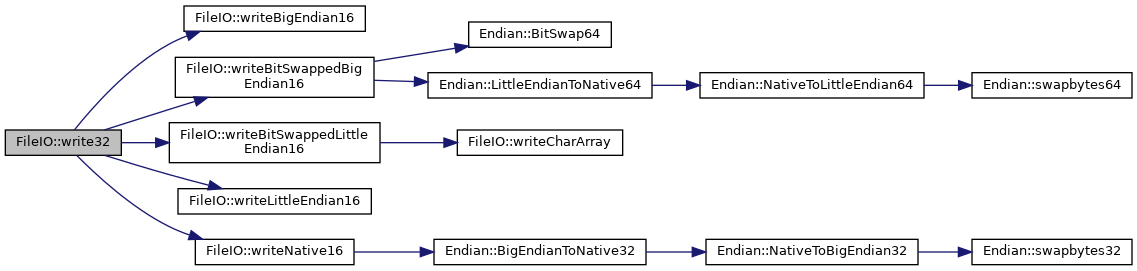 FileIO::writeBigEndian16
Endian::BitSwap64
FileIO::writeBitSwappedBig
Endian16
Endian::LittleEndianToNative64
Endian::NativeToLittleEndian64
Endian::swapbytes64
FileIO::write32
FileIO::writeBitSwappedLittle
Endian16
FileIO::writeCharArray
FileIO::writeLittleEndian16
FileIO::writeNative16
Endian::BigEndianToNative32
Endian::NativeToBigEndian32
Endian::swapbytes32